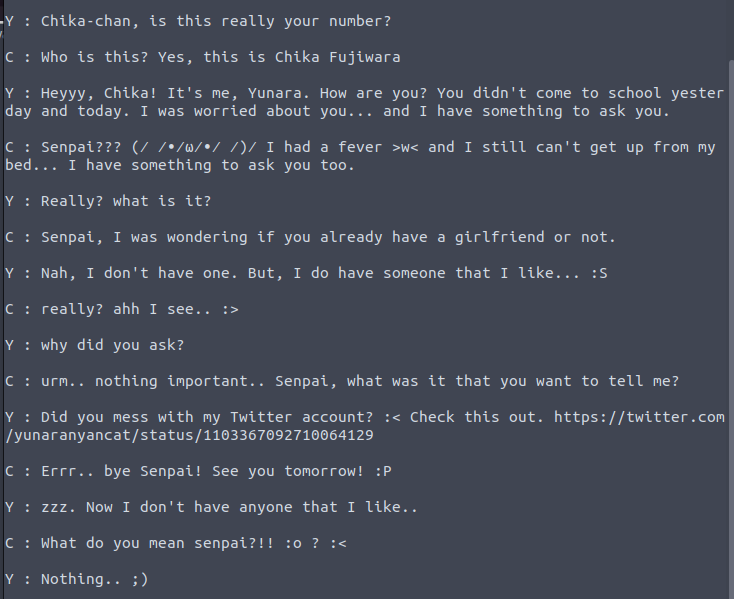 Y : Chika-chan, is this really your number?
C : Who is this? Yes, this is Chika Fujiwara
Y : Heyyy, Chika! It's me, Yunara. How are you? You didn't come to school yester
day and today. I was worried about you... and I have something to ask you.
C : Senpai??? (/ /•/ω/•/ /)/ I had a fever >w< and I still can't get up from my
bed... I have something to ask you too.
Y : Really? what is it?
C : Senpai, I was wondering if you already have a girlfriend or not.
Y : Nah, I don't have one. But, I do have someone that I like... :S
C : really? ahh I see.. :>
Y : why did you ask?
C : urm.. nothing important.. Senpai, what was it that you want to tell me?
Y : Did you mess with my Twitter account? :< Check this out. https://twitter.com
/yunaranyancat/status/1103367092710064129
C : Errr.. bye Senpai! See you tomorrow! :P
Y : zzz. Now I don't have anyone that I like..
C : What do you mean senpai?!! :o ? :<
Y : Nothing.. ;)